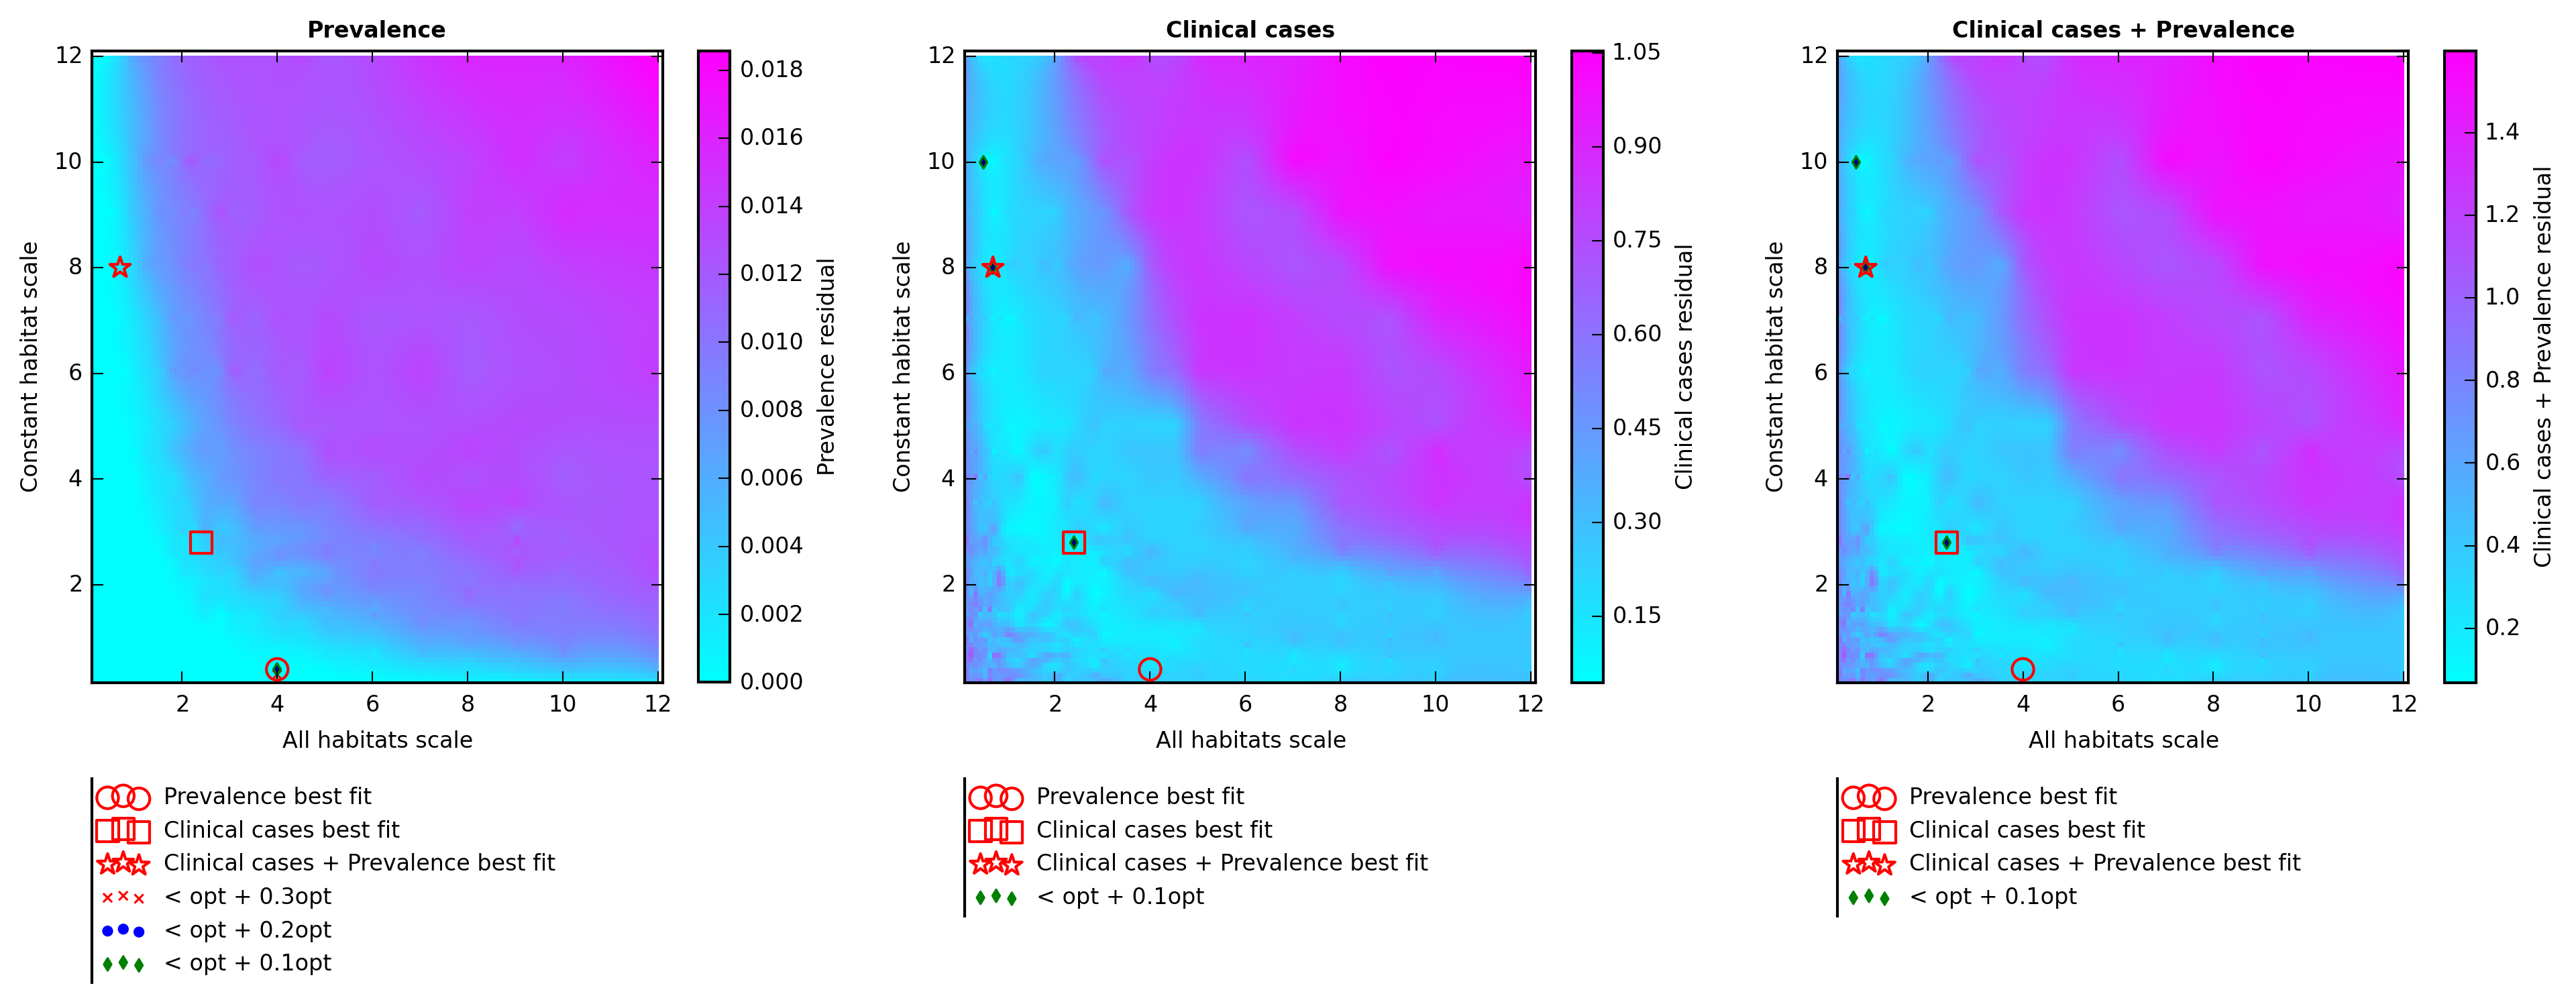 Prevalence
12
10
8
6
4
2
2 4 6 8 10 12
Constant habitat scale
All habitats scale
0.018
0.016
0.014
0.012
0.010
0.008
0.006
0.004
0.002
0.000
Prevalence residual
Prevalence best fit
Clinical cases best fit
Clinical cases + Prevalence best fit
< opt + 0.3opt
< opt + 0.2opt
< opt + 0.1opt
Clinical cases
12
10
8
6
4
2
2 4 6 8 10 12
Constant habitat scale
All habitats scale
1.05
0.90
0.75
0.60
0.45
0.30
0.15
Clinical cases residual
Prevalence best fit
Clinical cases best fit
Clinical cases + Prevalence best fit
< opt + 0.1opt
Clinical cases + Prevalence
12
10
8
6
4
2
2 4 6 8 10 12
Constant habitat scale
All habitats scale
1.4
1.2
1.0
0.8
0.6
0.4
0.2
Clinical cases + Prevalence residual
Prevalence best fit
Clinical cases best fit
Clinical cases + Prevalence best fit
< opt + 0.1opt